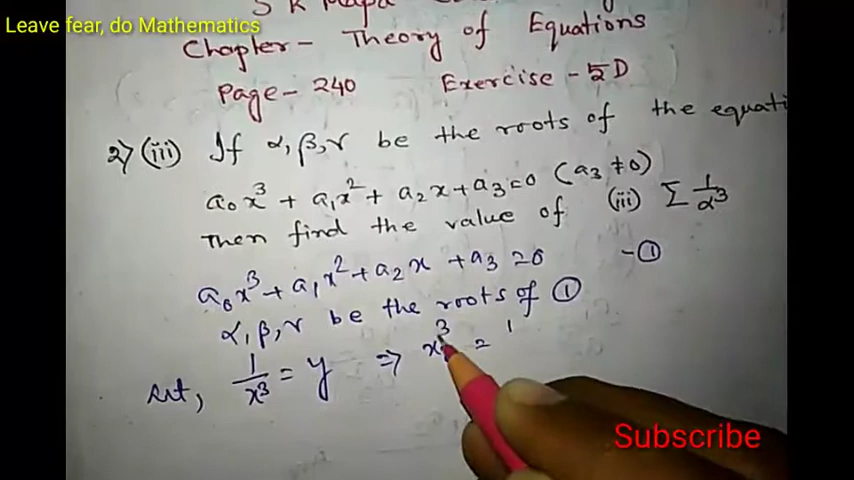 S K Mapa
Leave fear, do Mathematics
Chapter- Theory of Equations
Page- 240 Exercise - 5D
2) (iii) If α, β, γ be the roots of the
a₀x³ + a₁x² + a₂x + a₃ = 0 (a₃ ≠ 0)
Then find the value of (iii) Σ 1/α³
a₀x³ + a₁x² + a₂x + a₃ = 0 - ①
α, β, γ be the roots of ①
Let, 1/x³ = y ⇒ x³ = 1
Subscribe